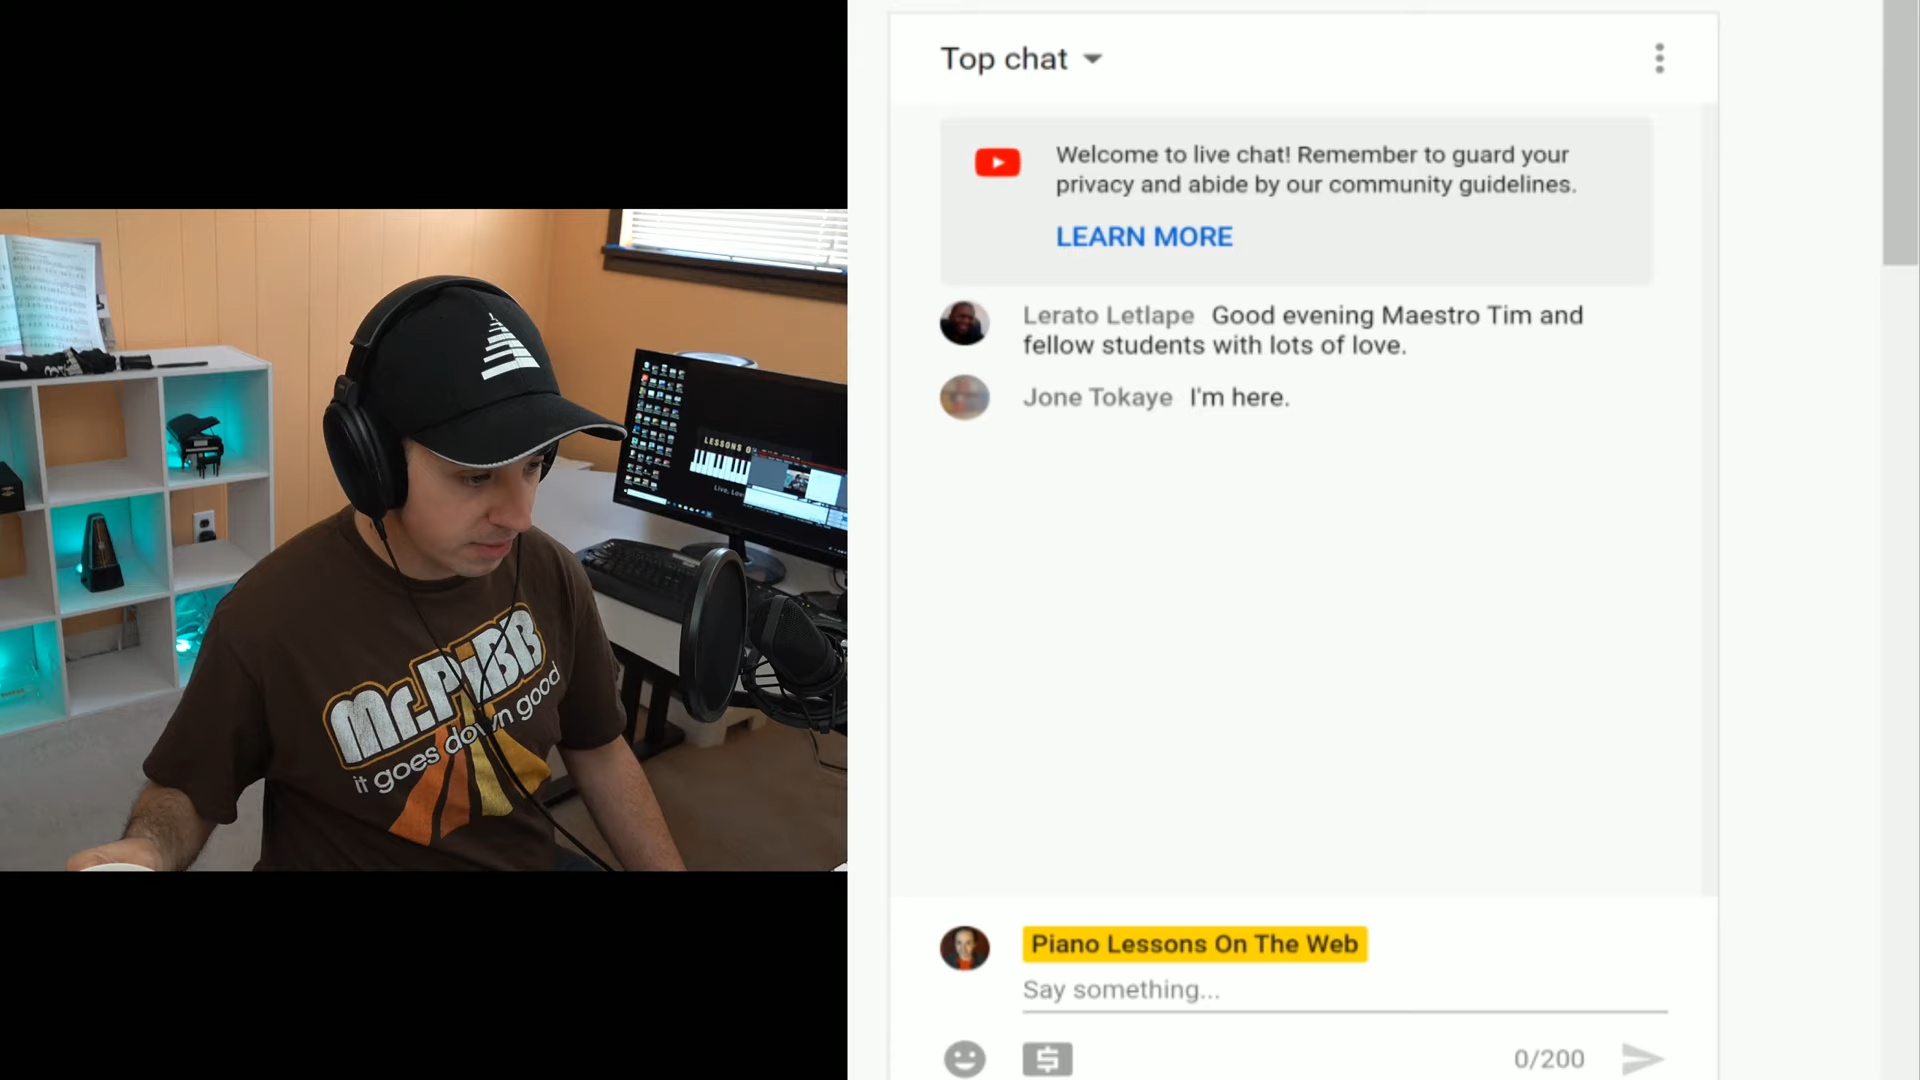 Top chat
Welcome to live chat! Remember to guard your
privacy and abide by our community guidelines.
LEARN MORE
Lerato Letlape Good evening Maestro Tim and
fellow students with lots of love.
Jone Tokaye I'm here.
Piano Lessons On The Web
Say something...
0/200
LESSONS O
Live, Lea
Mr. PiBB
it goes down good